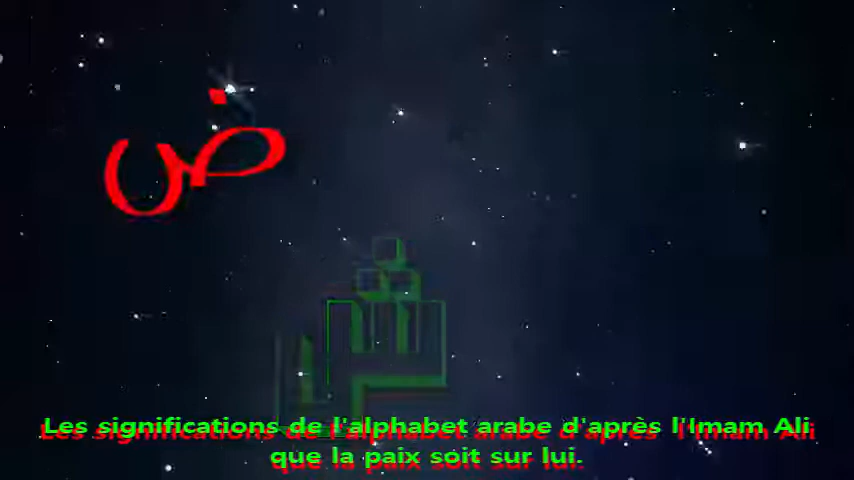 ض
Les significations de l'alphabet arabe d'après l'Imam Ali
que la paix soit sur lui.